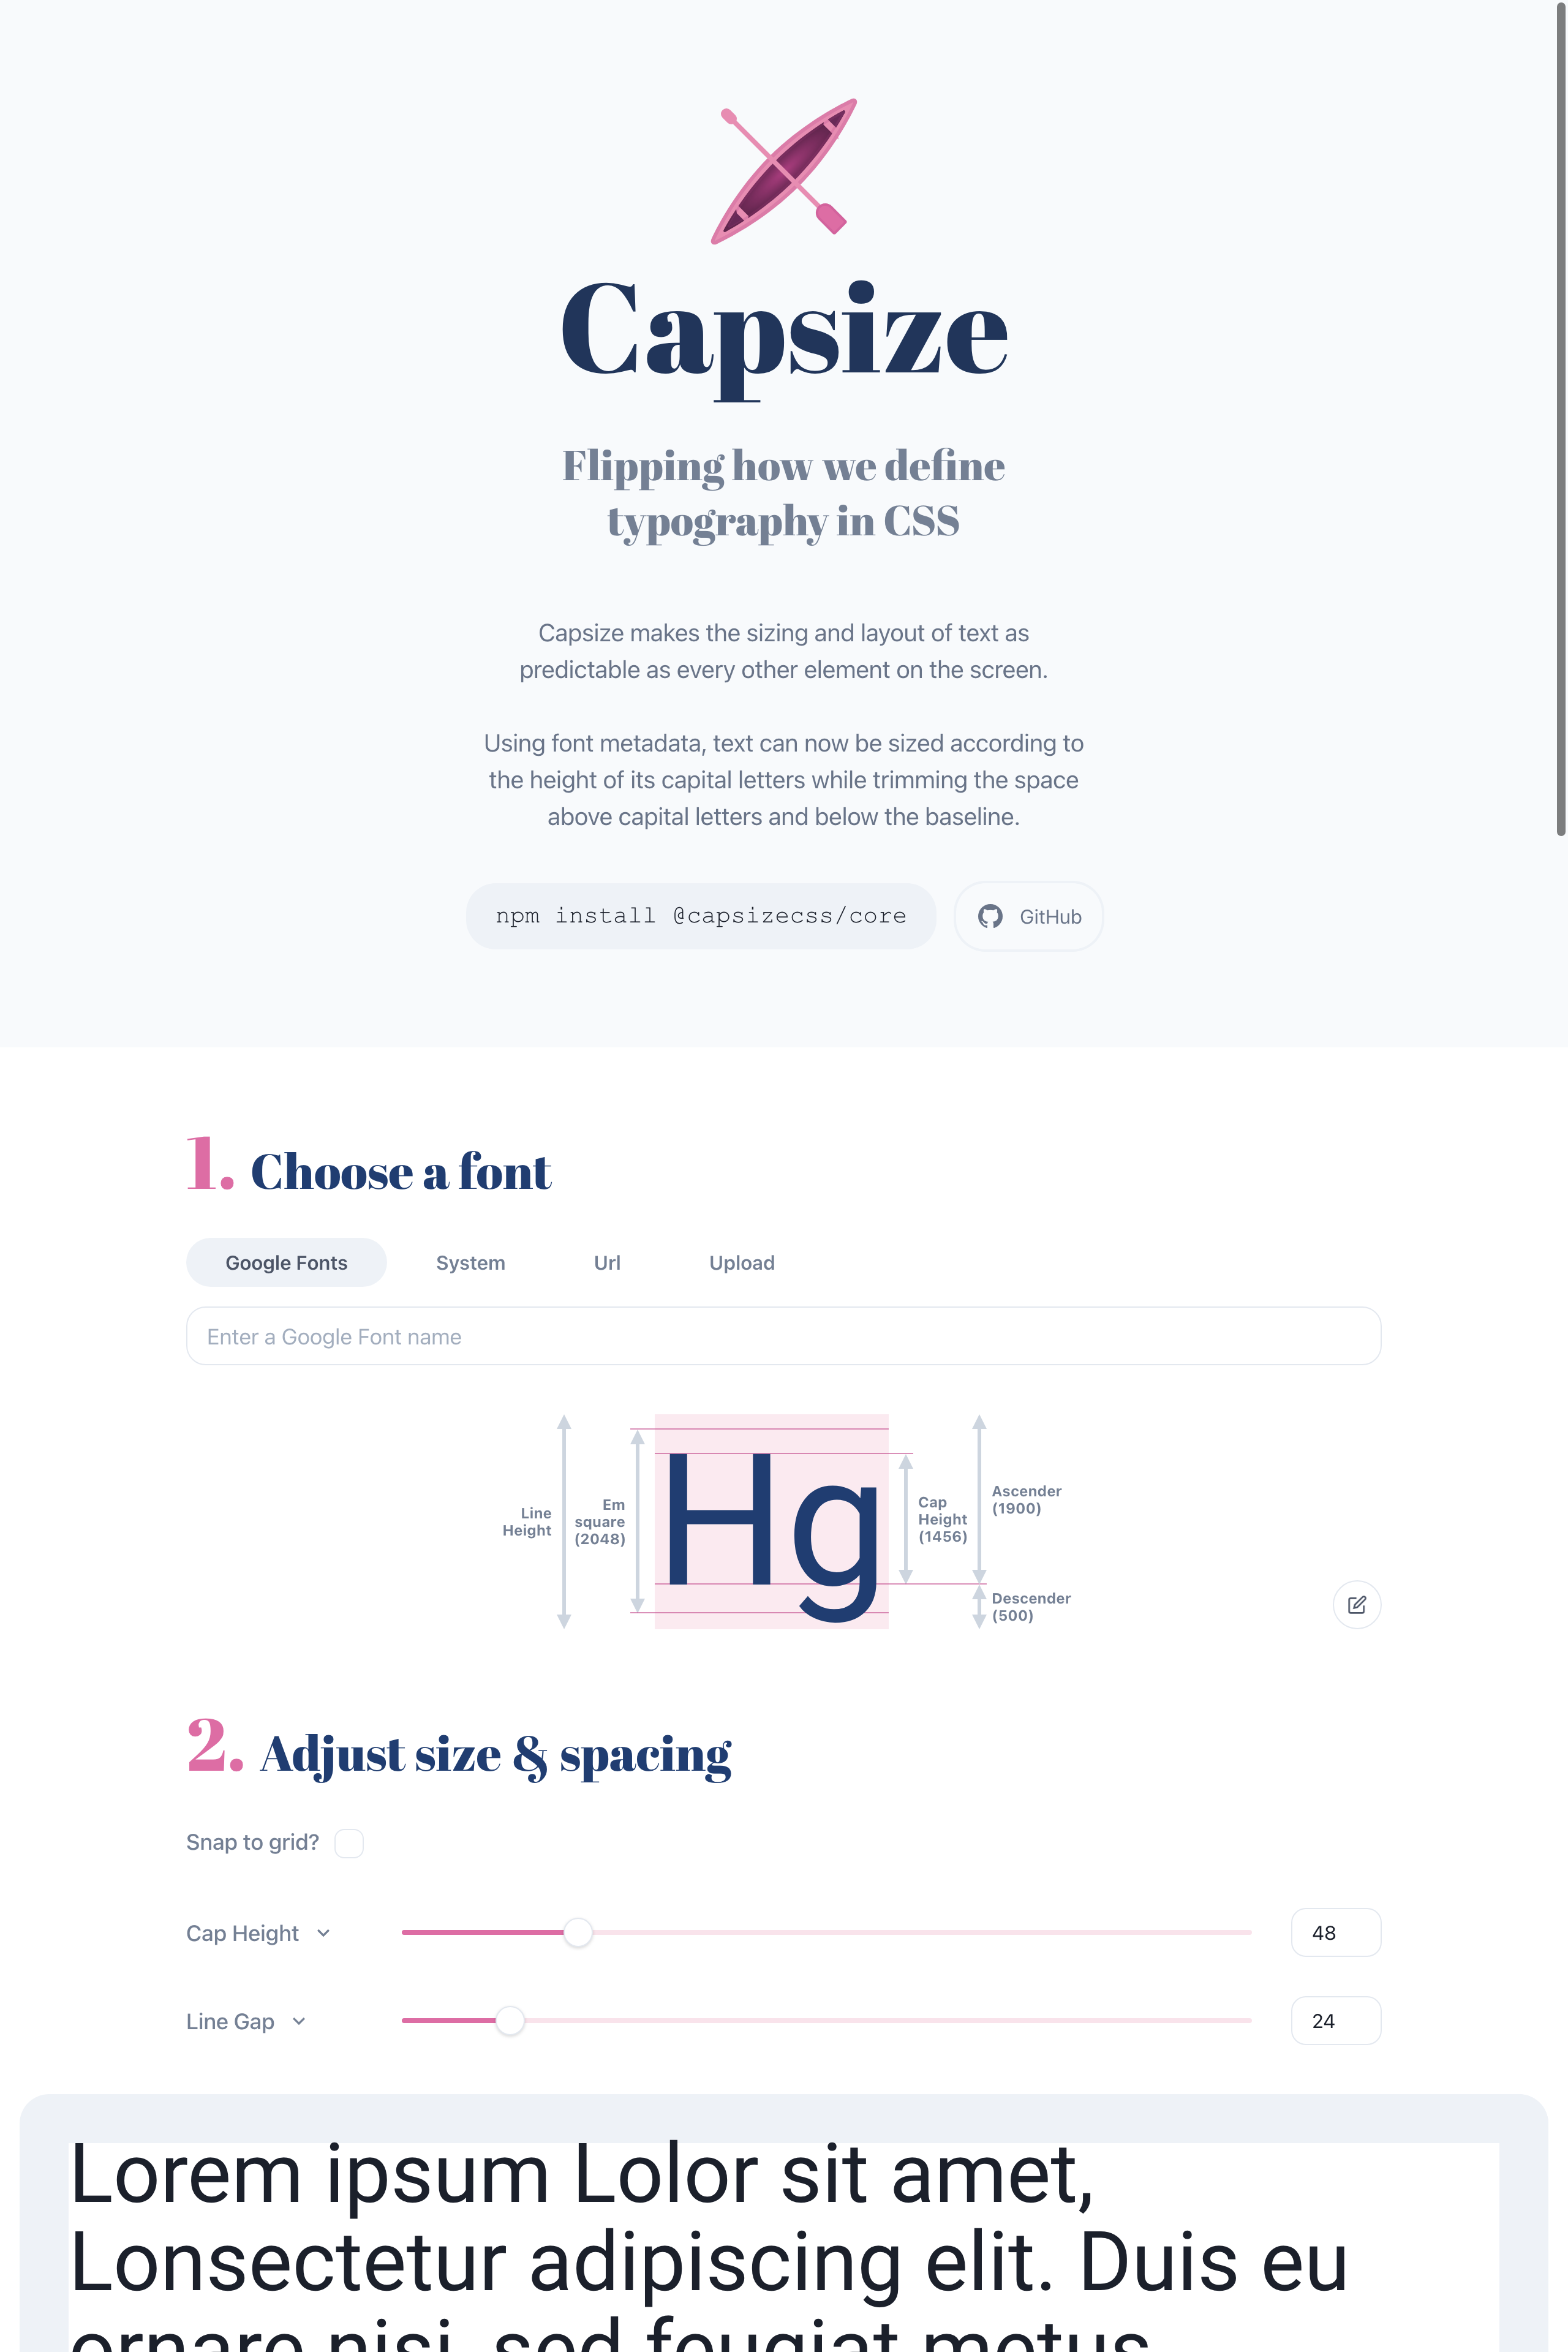 Capsize
Flipping how we define
typography in CSS
Capsize makes the sizing and layout of text as
predictable as every other element on the screen.
Using font metadata, text can now be sized according to
the height of its capital letters while trimming the space
above capital letters and below the baseline.
npm install @capsizecss/core
GitHub
1. Choose a font
Google Fonts
System
Url
Upload
Enter a Google Font name
Line
Height
Em
square
(2048)
Hg
Cap
Height
(1456)
Ascender
(1900)
Descender
(500)
2. Adjust size & spacing
Snap to grid?
Cap Height
48
Line Gap
24
Lorem ipsum Lolor sit amet,
Lonsectetur adipiscing elit. Duis eu
ornare nisi, sed feugiat metus